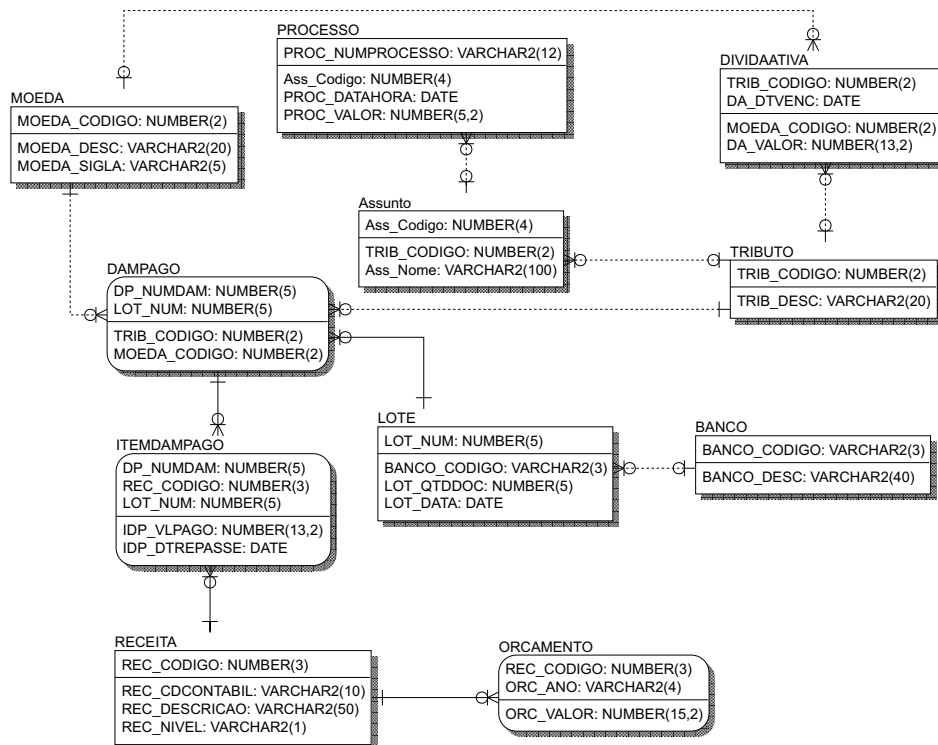 PROCESSO
PROC_NUMPROCESSO: VARCHAR2(12)
Ass_Codigo: NUMBER(4)
PROC_DATAHORA: DATE
PROC_VALOR: NUMBER(5,2)
DIVIDAATIVA
TRIB_CODIGO: NUMBER(2)
DA_DTVENC: DATE
MOEDA_CODIGO: NUMBER(2)
DA_VALOR: NUMBER(13,2)
MOEDA
MOEDA_CODIGO: NUMBER(2)
MOEDA_DESC: VARCHAR2(20)
MOEDA_SIGLA: VARCHAR2(5)
Assunto
Ass_Codigo: NUMBER(4)
TRIB_CODIGO: NUMBER(2)
Ass_Nome: VARCHAR2(100)
TRIBUTO
TRIB_CODIGO: NUMBER(2)
TRIB_DESC: VARCHAR2(20)
DAMPAGO
DP_NUMDAM: NUMBER(5)
LOT_NUM: NUMBER(5)
TRIB_CODIGO: NUMBER(2)
MOEDA_CODIGO: NUMBER(2)
LOTE
LOT_NUM: NUMBER(5)
BANCO_CODIGO: VARCHAR2(3)
LOT_QTDDOC: NUMBER(5)
LOT_DATA: DATE
BANCO
BANCO_CODIGO: VARCHAR2(3)
BANCO_DESC: VARCHAR2(40)
ITEMDAMPAGO
DP_NUMDAM: NUMBER(5)
REC_CODIGO: NUMBER(3)
LOT_NUM: NUMBER(5)
IDP_VLPAGO: NUMBER(13,2)
IDP_DTREPASSE: DATE
RECEITA
REC_CODIGO: NUMBER(3)
REC_CDCONTABIL: VARCHAR2(10)
REC_DESCRICAO: VARCHAR2(50)
REC_NIVEL: VARCHAR2(1)
ORCAMENTO
REC_CODIGO: NUMBER(3)
ORC_ANO: VARCHAR2(4)
ORC_VALOR: NUMBER(15,2)